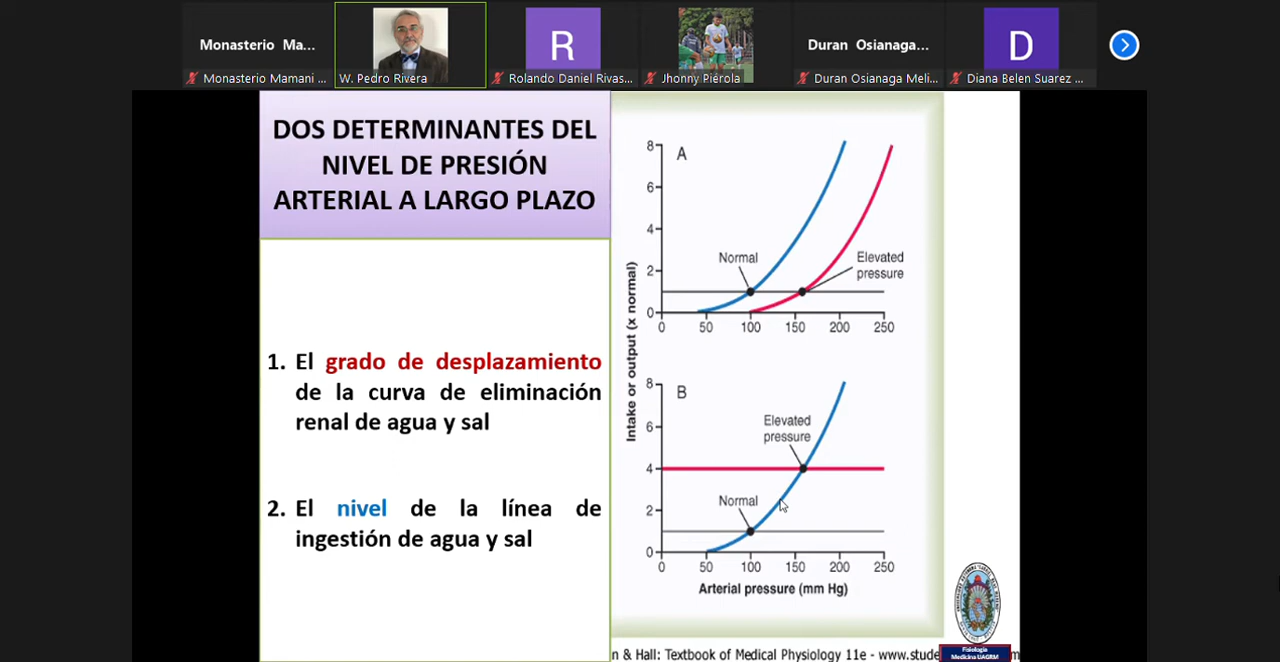 Monasterio Ma...
R
Duran Osianaga...
D
Monasterio Mamani ...
W. Pedro Rivera
Rolando Daniel Rivas...
Jhonny Piérola
Duran Osianaga Meli...
Diana Belen Suarez ...
DOS DETERMINANTES DEL
NIVEL DE PRESIÓN
ARTERIAL A LARGO PLAZO
1. El grado de desplazamiento
de la curva de eliminación
renal de agua y sal
2. El nivel de la línea de
ingestión de agua y sal
Intake or output (x normal)
A
8
6
4
2
0
Normal
Elevated
pressure
0 50 100 150 200 250
B
8
6
4
2
0
Elevated
pressure
Normal
0 50 100 150 200 250
Arterial pressure (mm Hg)
Fisiología
Medicina UAGRM
n & Hall: Textbook of Medical Physiology 11e - www.stude
m